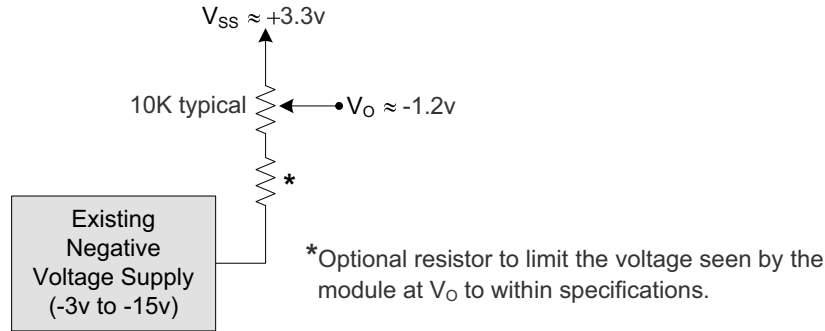 V_SS ≈ +3.3v
10K typical
V_O ≈ -1.2v
*
Existing
Negative
Voltage Supply
(-3v to -15v)
*Optional resistor to limit the voltage seen by the
module at V_O to within specifications.